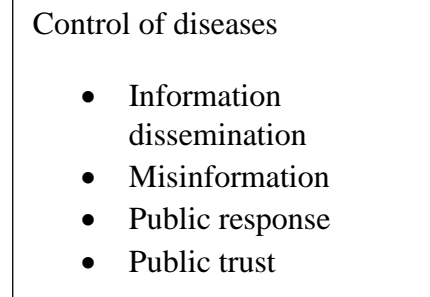 Control of diseases
• Information
dissemination
• Misinformation
• Public response
• Public trust